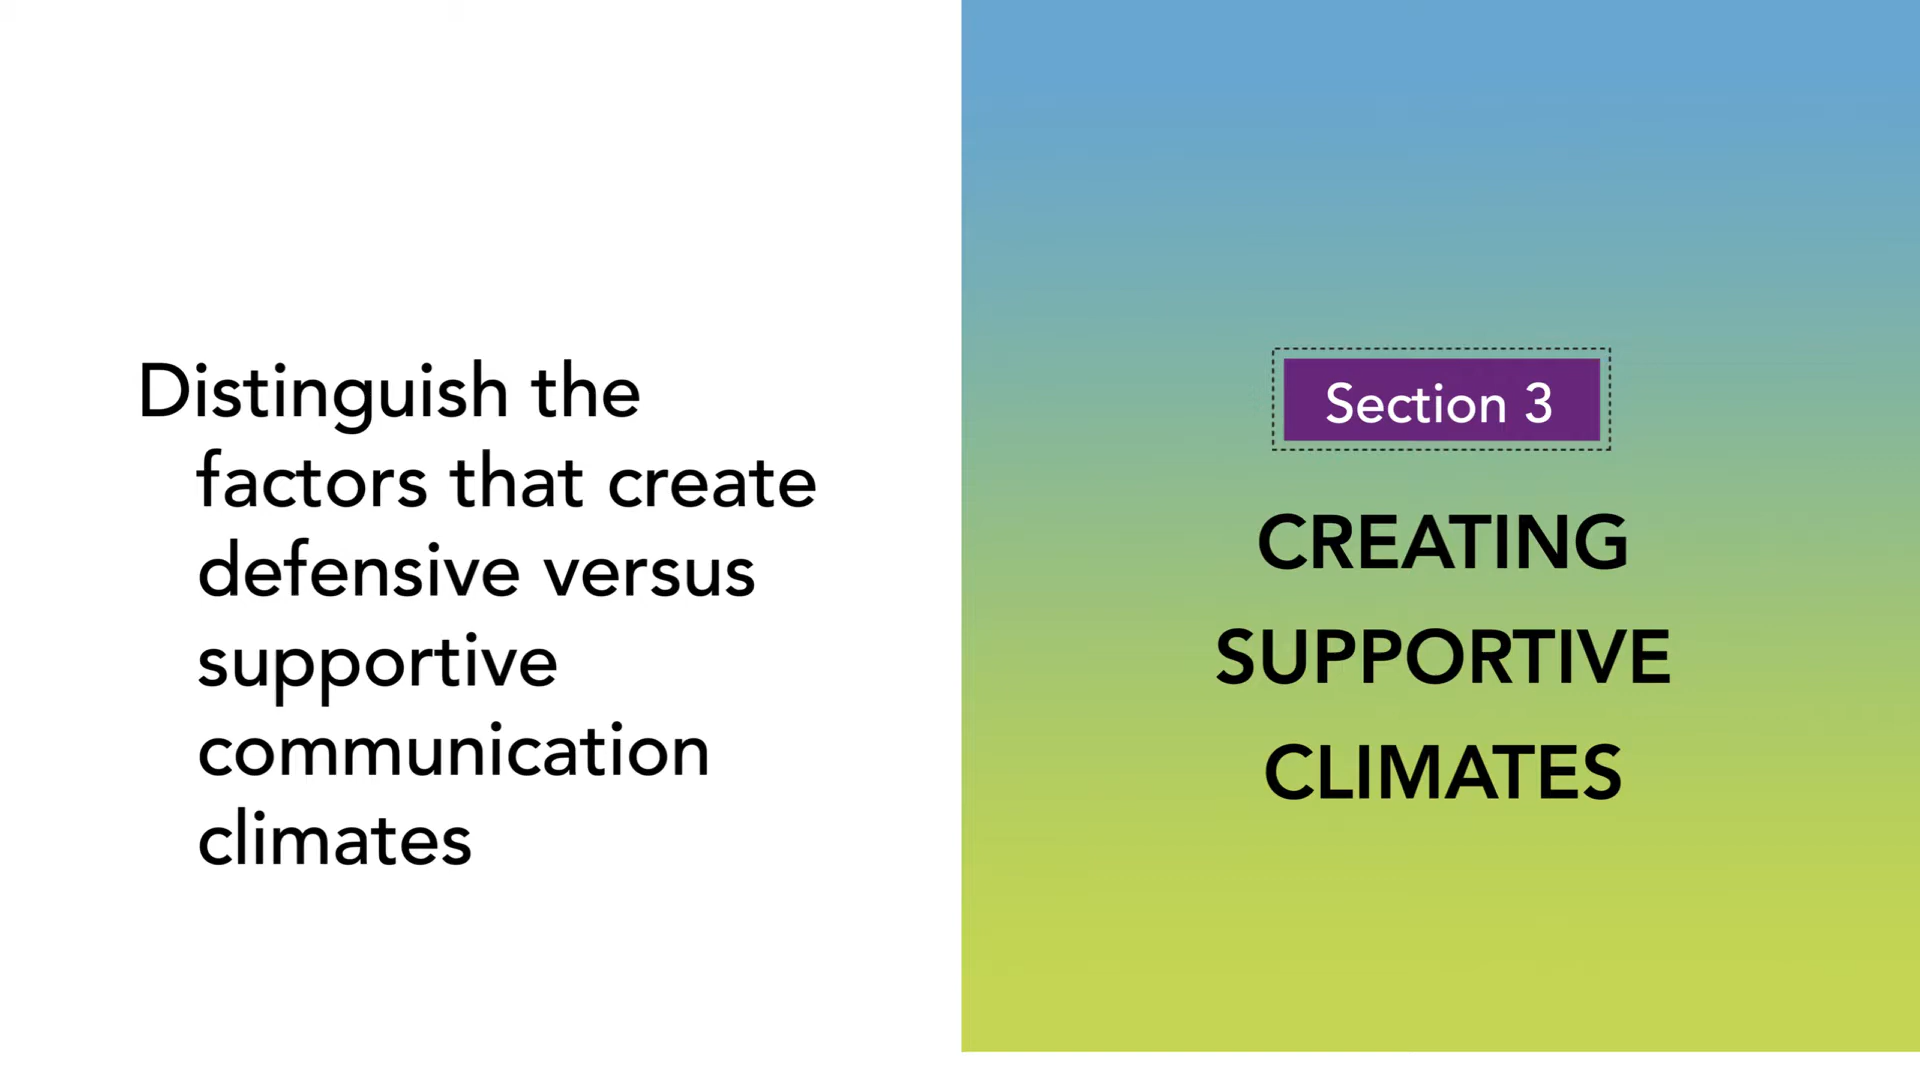 Distinguish the
factors that create
defensive versus
supportive
communication
climates
Section 3
CREATING
SUPPORTIVE
CLIMATES